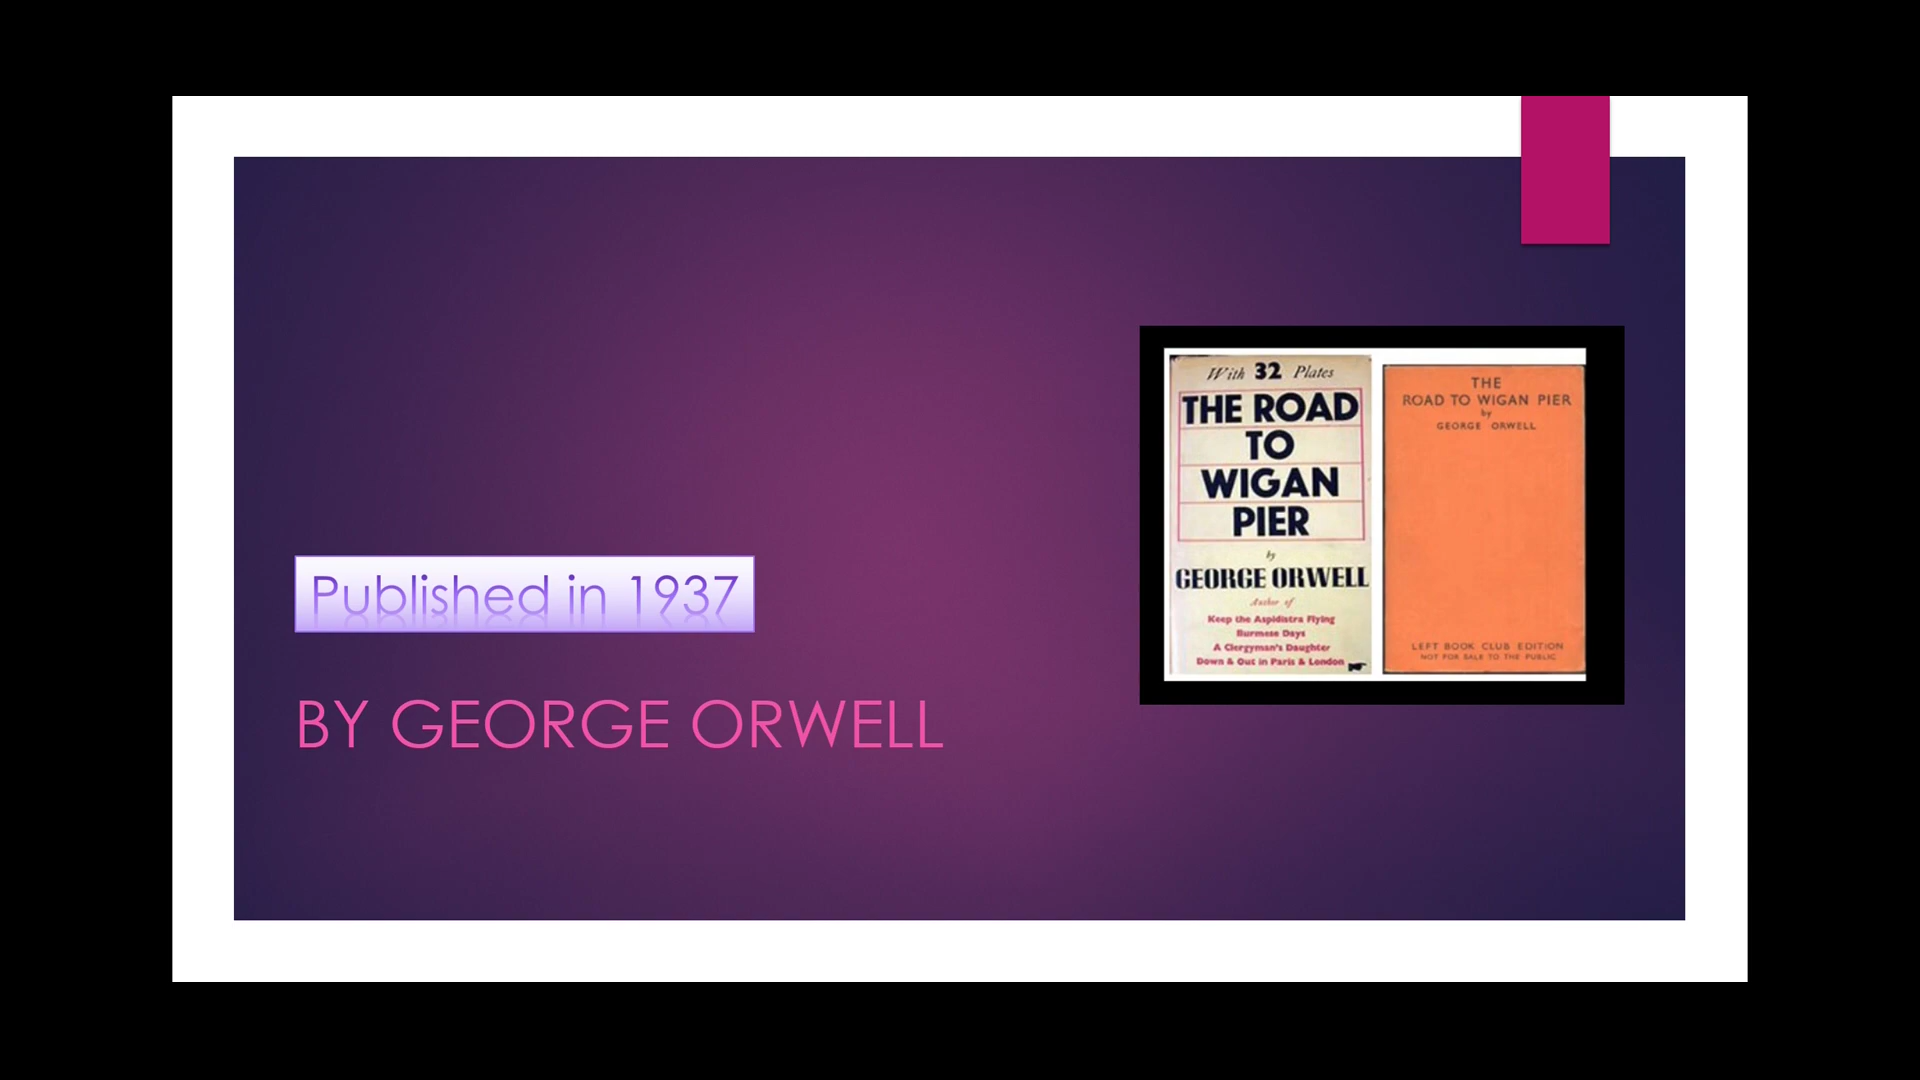 Published in 1937
BY GEORGE ORWELL
With 32 Plates
THE ROAD
TO
WIGAN
PIER
by
GEORGE ORWELL
Author of
Keep the Aspidistra Flying
Burmese Days
A Clergyman's Daughter
Down & Out in Paris & London
THE
ROAD TO WIGAN PIER
by
GEORGE ORWELL
LEFT BOOK CLUB EDITION
NOT FOR SALE TO THE PUBLIC